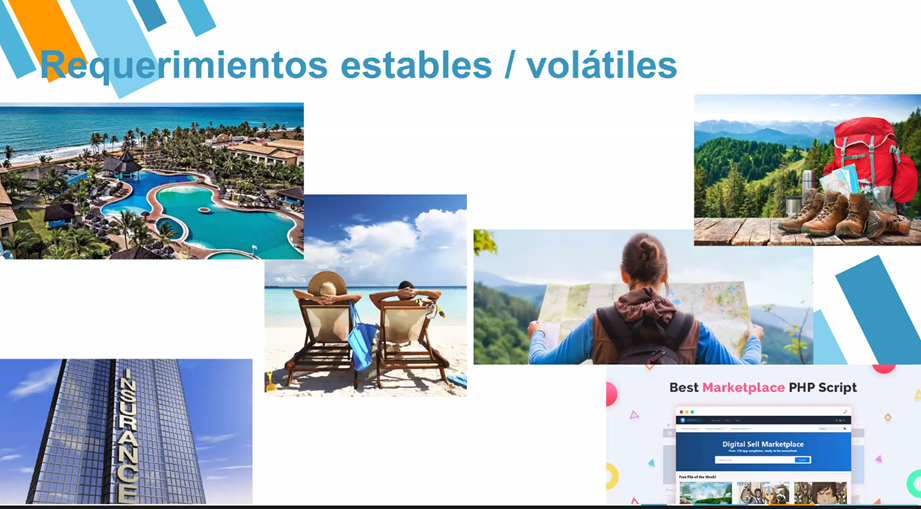 Requerimientos estables / volátiles
INSURANCE
Best Marketplace PHP Script
Digital Sell Marketplace
Free File of the Week!